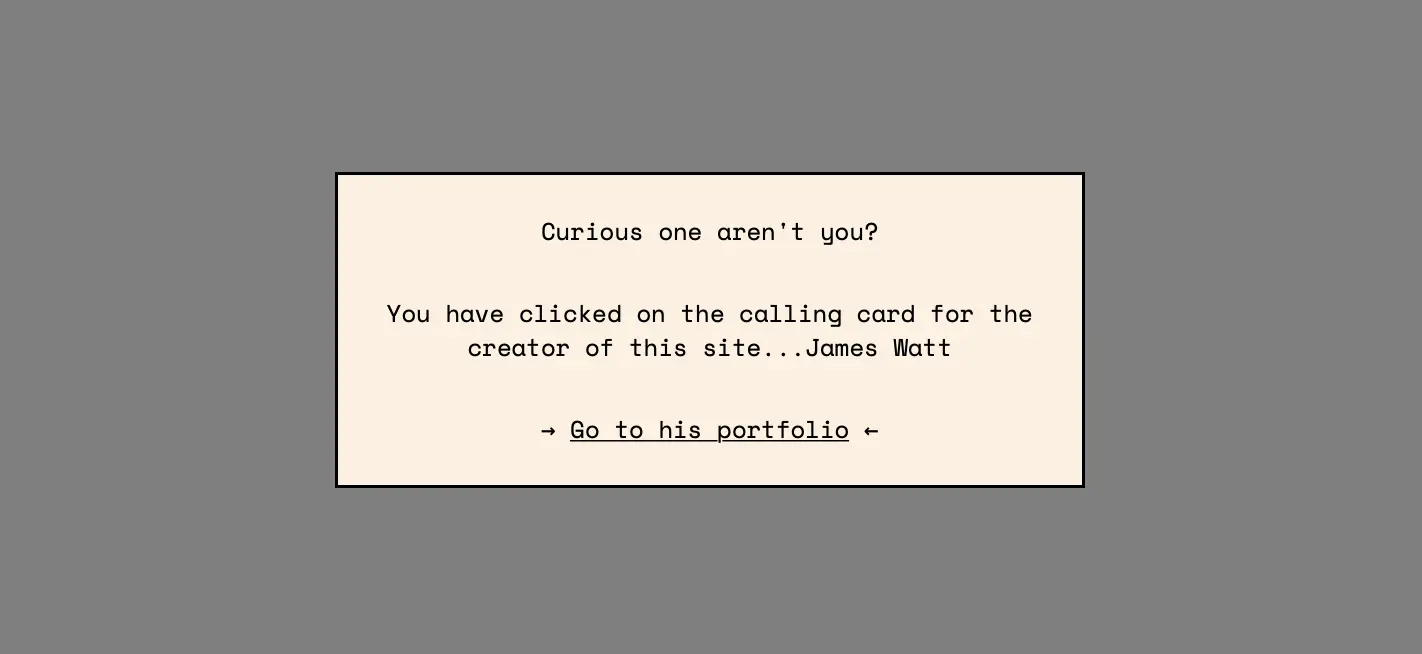 Curious one aren't you?
You have clicked on the calling card for the
creator of this site...James Watt
→ Go to his portfolio ←